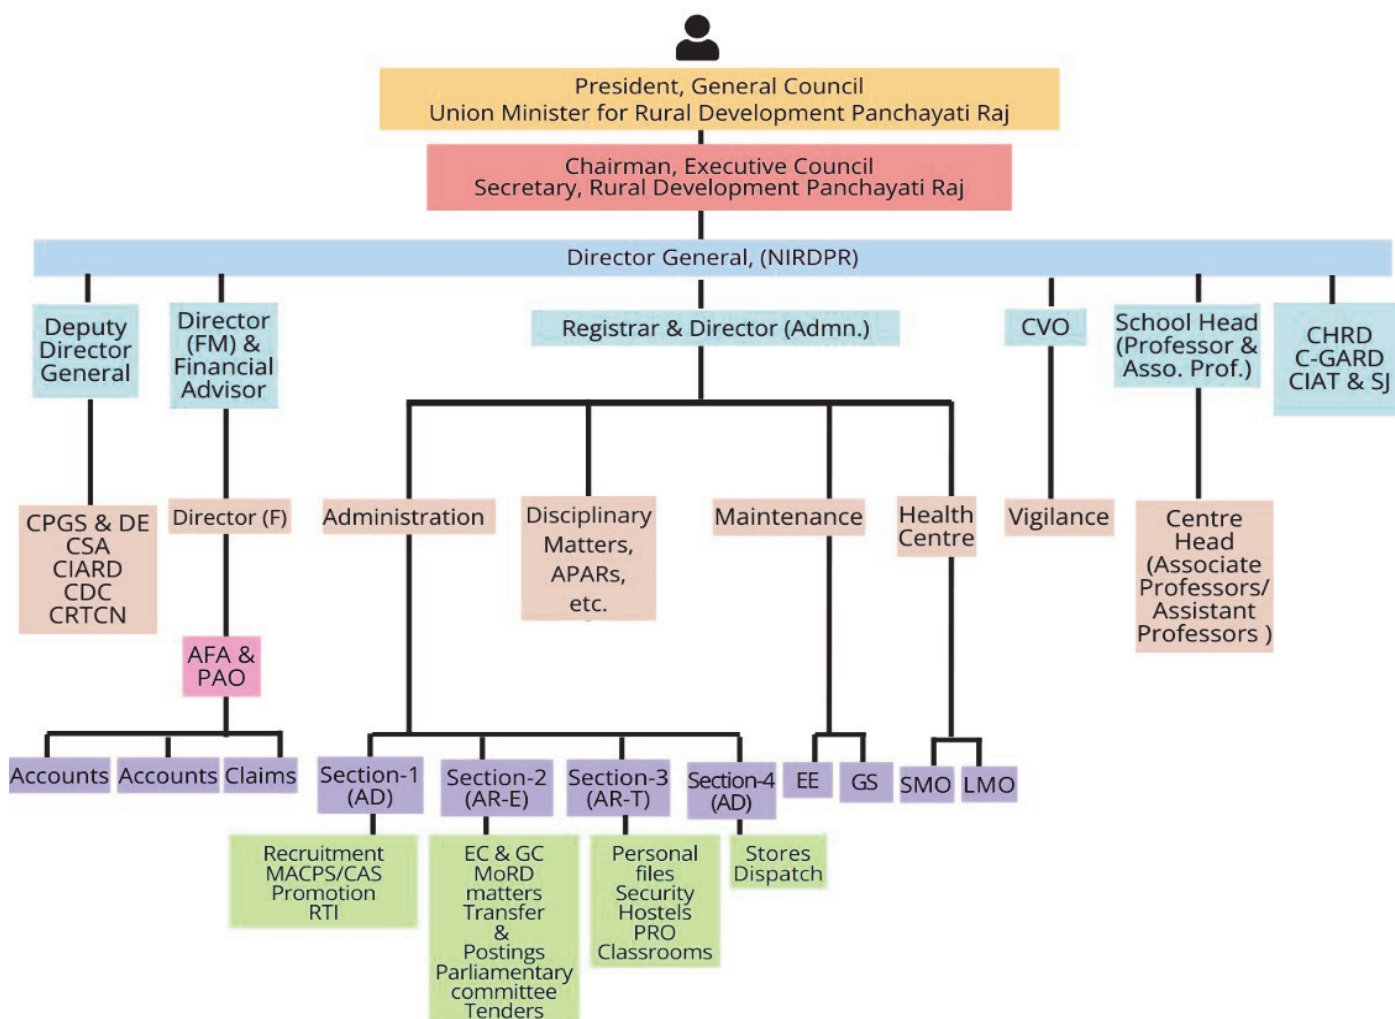 President, General Council
Union Minister for Rural Development Panchayati Raj
Chairman, Executive Council
Secretary, Rural Development Panchayati Raj
Director General, (NIRDPR)
Deputy
Director
General
Director
(FM) &
Financial
Advisor
Registrar & Director (Admn.)
CVO
School Head
(Professor &
Asso. Prof.)
CHRD
C-GARD
CIAT & SJ
CPGS & DE
CSA
CIARD
CDC
CRTCN
Director (F)
Administration
Disciplinary
Matters,
APARs,
etc.
Maintenance
Health
Centre
Vigilance
Centre
Head
(Associate
Professors/
Assistant
Professors )
AFA &
PAO
Accounts
Accounts
Claims
Section-1
(AD)
Section-2
(AR-E)
Section-3
(AR-T)
Section-4
(AD)
EE
GS
SMO
LMO
Recruitment
MACPS/CAS
Promotion
RTI
EC & GC
MoRD
matters
Transfer
&
Postings
Parliamentary
committee
Tenders
Personal
files
Security
Hostels
PRO
Classrooms
Stores
Dispatch